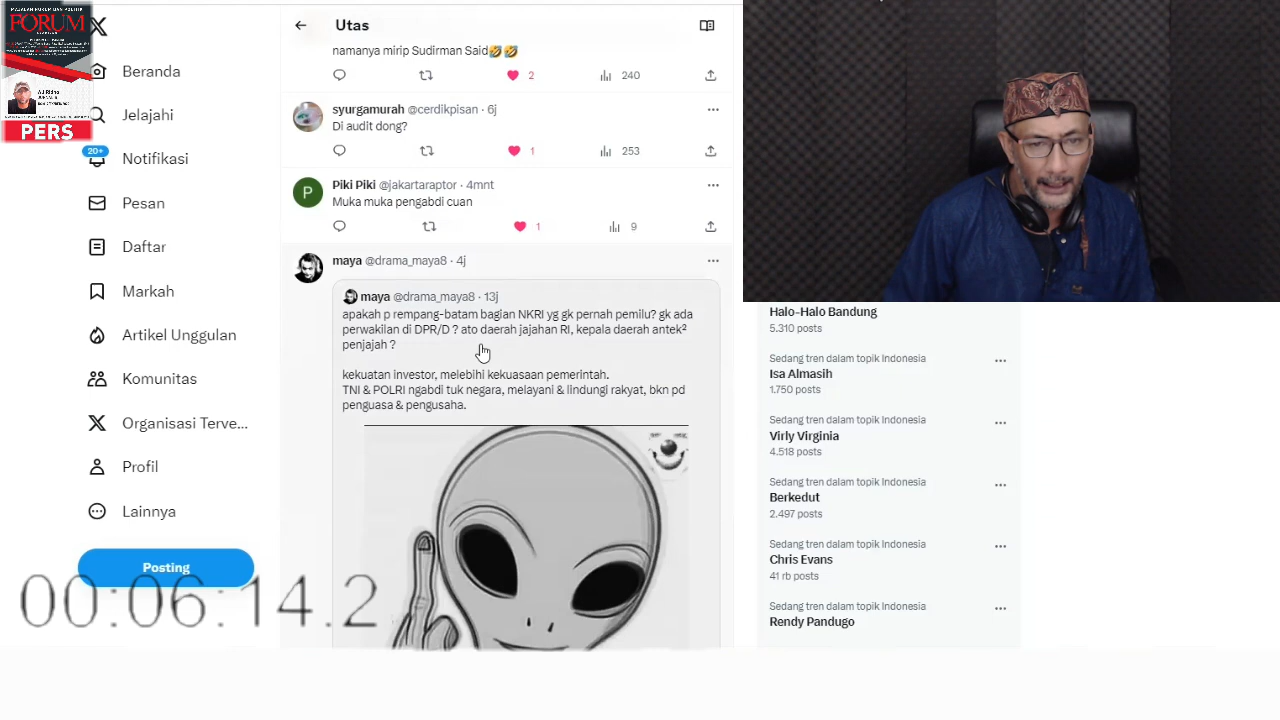 MAJALAH HUKUM DAN POLITIK
FORUM
PERS
Beranda
Jelajahi
20+
Notifikasi
Pesan
Daftar
Markah
Artikel Unggulan
Komunitas
Organisasi Terve...
Profil
Lainnya
Posting
00:06:14.2
Utas
namanya mirip Sudirman Said🤣🤣
2
240
syurgamurah @cerdikpisan · 6j
Di audit dong?
1
253
P
Piki Piki @jakartaraptor · 4mnt
Muka muka pengabdi cuan
1
9
maya @drama_maya8 · 4j
maya @drama_maya8 · 13j
apakah p rempang-batam bagian NKRI yg gk pernah pemilu? gk ada
perwakilan di DPR/D ? ato daerah jajahan RI, kepala daerah antek²
penjajah ?
kekuatan investor, melebihi kekuasaan pemerintah.
TNI & POLRI ngabdi tuk negara, melayani & lindungi rakyat, bkn pd
penguasa & pengusaha.
Halo-Halo Bandung
5.310 posts
Sedang tren dalam topik Indonesia
Isa Almasih
1.750 posts
Sedang tren dalam topik Indonesia
Virly Virginia
4.518 posts
Sedang tren dalam topik Indonesia
Berkedut
2.497 posts
Sedang tren dalam topik Indonesia
Chris Evans
41 rb posts
Sedang tren dalam topik Indonesia
Rendy Pandugo